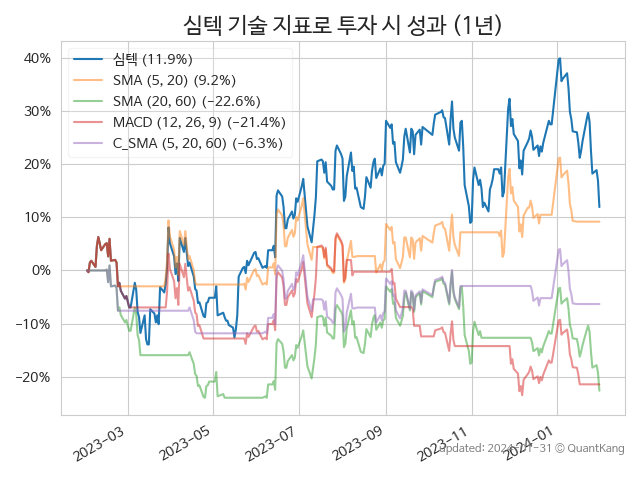 심텍 기술 지표로 투자 시 성과 (1년)
심텍 (11.9%)
SMA (5, 20) (9.2%)
SMA (20, 60) (−22.6%)
MACD (12, 26, 9) (−21.4%)
C_SMA (5, 20, 60) (−6.3%)
40%
30%
20%
10%
0%
−10%
−20%
2023-03
2023-05
2023-07
2023-09
2023-11
2024-01
updated: 2024-01-31 © QuantKang